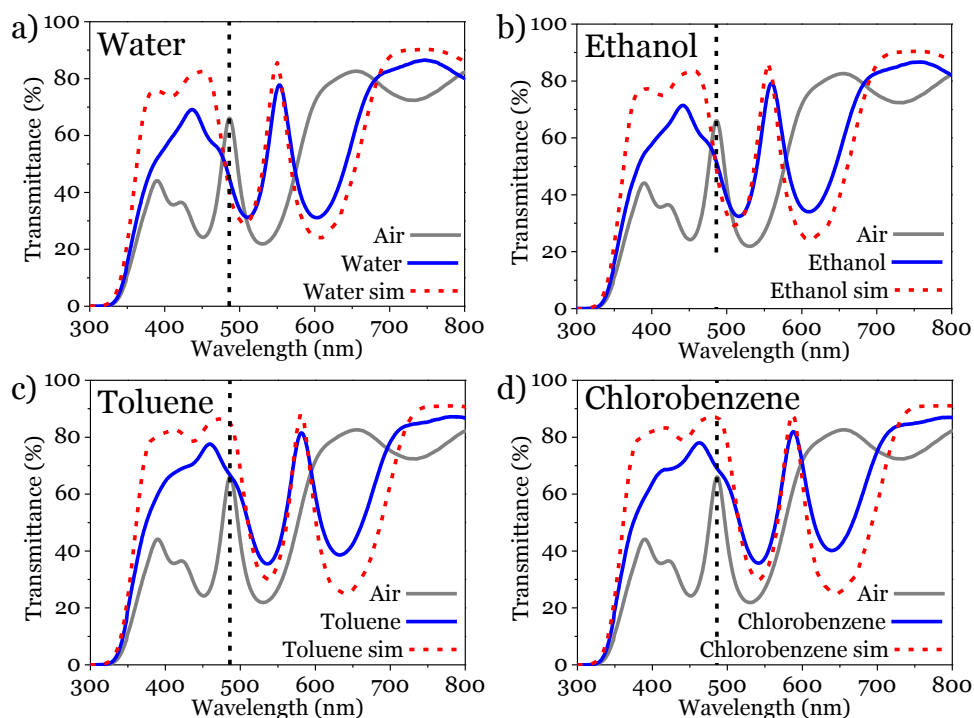 a) Water
Transmittance (%)
100
80
60
40
20
0
Air
Water
Water sim
300 400 500 600 700 800
Wavelength (nm)
b) Ethanol
Transmittance (%)
100
80
60
40
20
0
Air
Ethanol
Ethanol sim
300 400 500 600 700 800
Wavelength (nm)
c) Toluene
Transmittance (%)
100
80
60
40
20
0
Air
Toluene
Toluene sim
300 400 500 600 700 800
Wavelength (nm)
d) Chlorobenzene
Transmittance (%)
100
80
60
40
20
0
Air
Chlorobenzene
Chlorobenzene sim
300 400 500 600 700 800
Wavelength (nm)